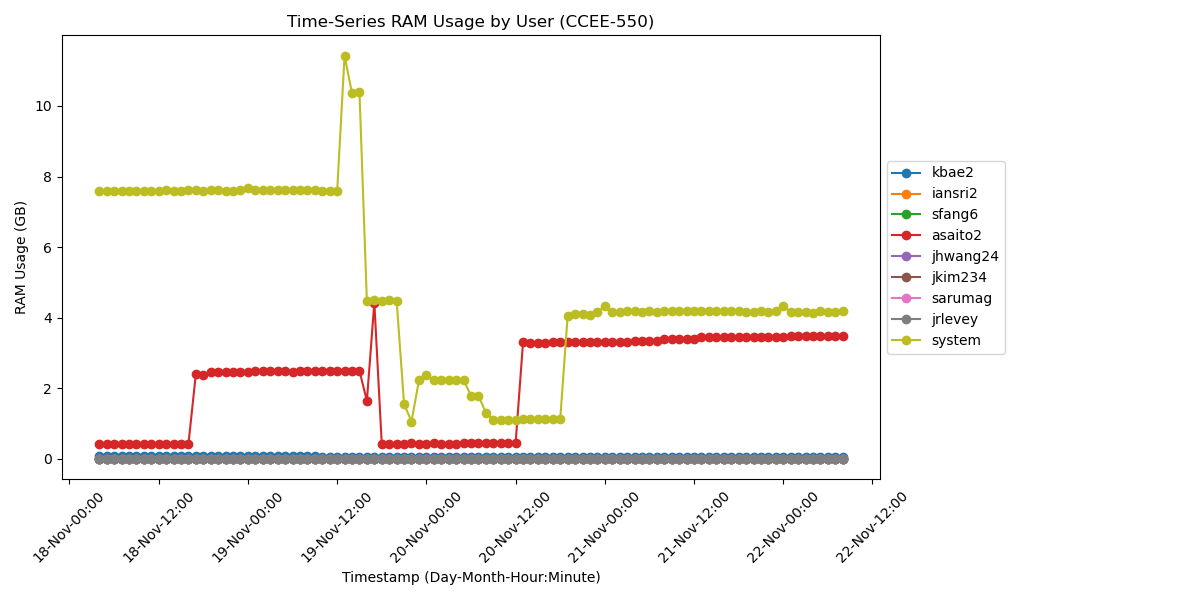 Time-Series RAM Usage by User (CCEE-550)
RAM Usage (GB)
10
8
6
4
2
0
18-Nov-00:00
18-Nov-12:00
19-Nov-00:00
19-Nov-12:00
20-Nov-00:00
20-Nov-12:00
21-Nov-00:00
21-Nov-12:00
22-Nov-00:00
22-Nov-12:00
Timestamp (Day-Month-Hour:Minute)
kbae2
iansri2
sfang6
asaito2
jhwang24
jkim234
sarumag
jrlevey
system